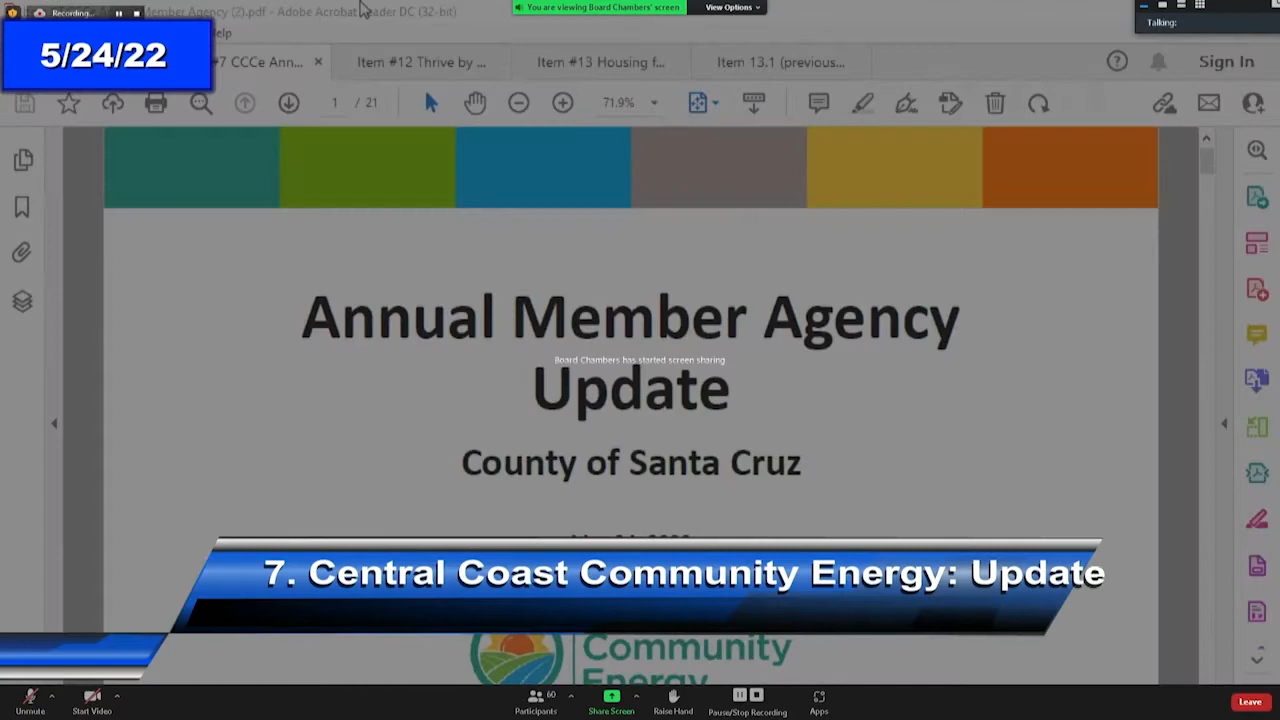 Recording...
Member Agency (2).pdf - Adobe Acrobat Reader DC (32-bit)
You are viewing Board Chambers' screen
View Options
Talking:
5/24/22
elp
#7 CCCe Ann...
Item #12 Thrive by ...
Item #13 Housing f...
Item 13.1 (previous...
Sign In
1 / 21
71.9%
Annual Member Agency
Board Chambers has started screen sharing
Update
County of Santa Cruz
7. Central Coast Community Energy: Update
Community
Energy
Unmute
Start Video
60
Participants
Share Screen
Raise Hand
Pause/Stop Recording
Apps
Leave